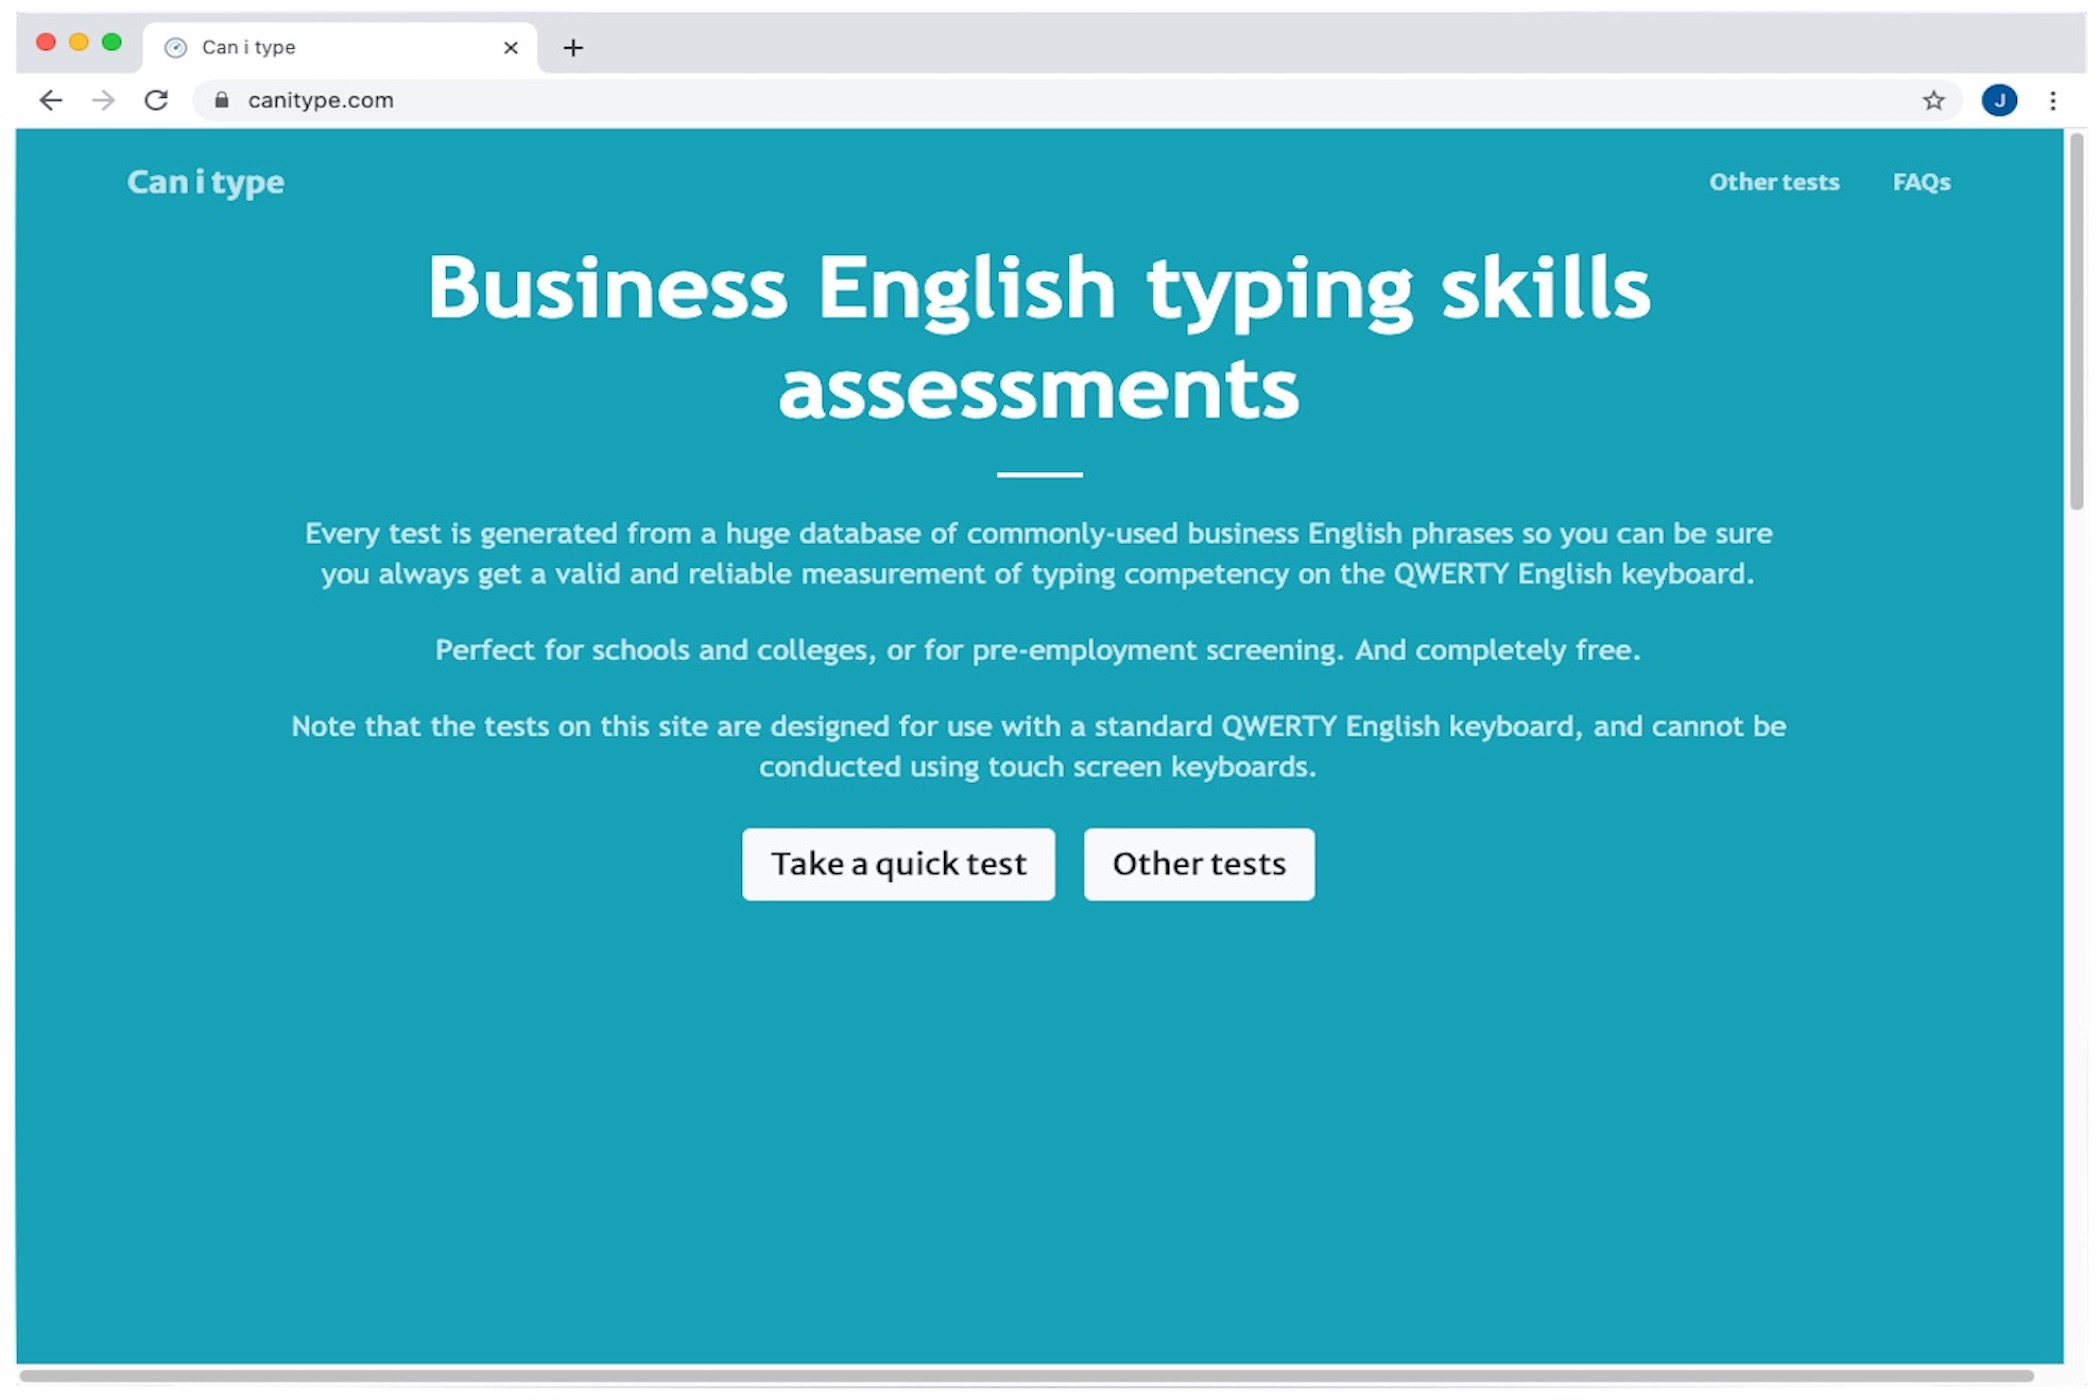 Can i type
canitype.com
J
Can i type
Other tests
FAQs
Business English typing skills
assessments
Every test is generated from a huge database of commonly-used business English phrases so you can be sure
you always get a valid and reliable measurement of typing competency on the QWERTY English keyboard.
Perfect for schools and colleges, or for pre-employment screening. And completely free.
Note that the tests on this site are designed for use with a standard QWERTY English keyboard, and cannot be
conducted using touch screen keyboards.
Take a quick test
Other tests